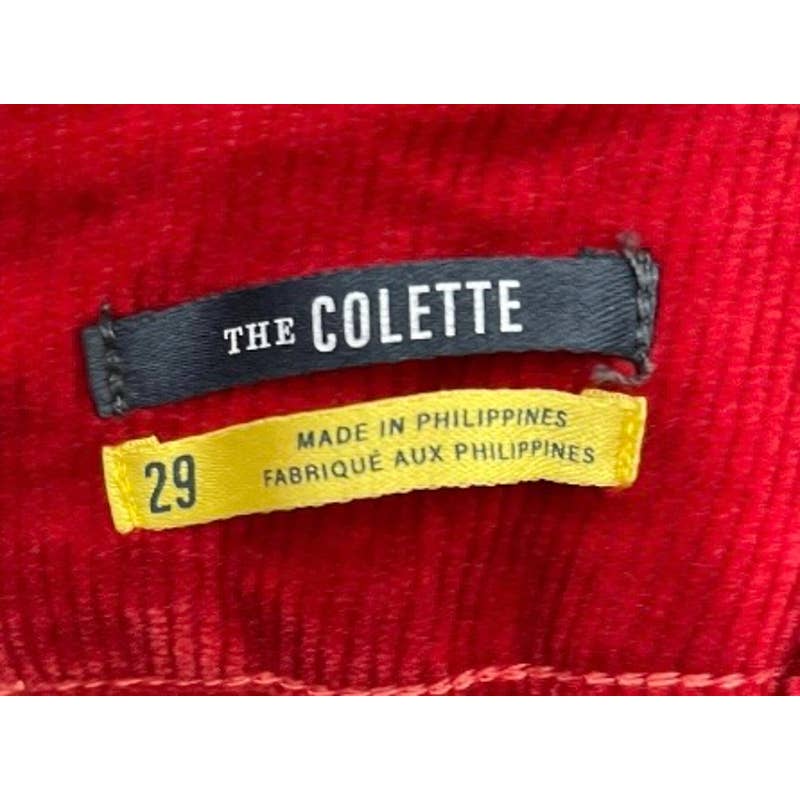 THE COLETTE
29
MADE IN PHILIPPINES
FABRIQUÉ AUX PHILIPPINES